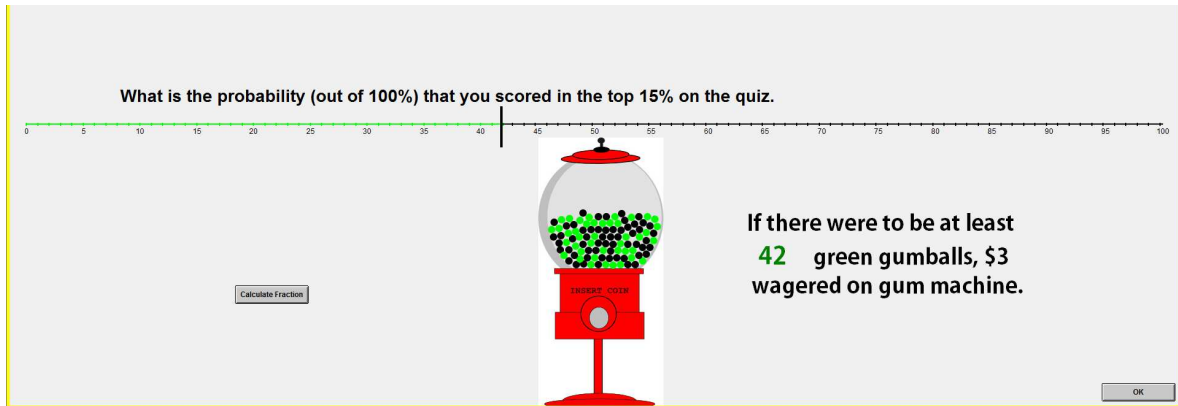 What is the probability (out of 100%) that you scored in the top 15% on the quiz.
0 5 10 15 20 25 30 35 40 45 50 55 60 65 70 75 80 85 90 95 100
If there were to be at least
42 green gumballs, $3
wagered on gum machine.
INSERT COIN
Calculate Fraction
OK